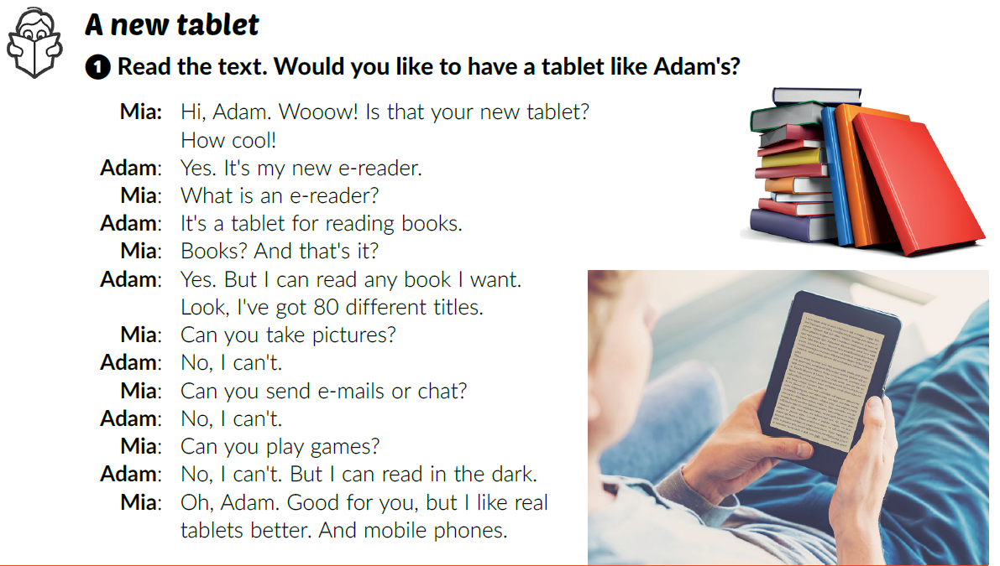 A new tablet
1 Read the text. Would you like to have a tablet like Adam's?
Mia: Hi, Adam. Wooow! Is that your new tablet?
How cool!
Adam: Yes. It's my new e-reader.
Mia: What is an e-reader?
Adam: It's a tablet for reading books.
Mia: Books? And that's it?
Adam: Yes. But I can read any book I want.
Look, I've got 80 different titles.
Mia: Can you take pictures?
Adam: No, I can't.
Mia: Can you send e-mails or chat?
Adam: No, I can't.
Mia: Can you play games?
Adam: No, I can't. But I can read in the dark.
Mia: Oh, Adam. Good for you, but I like real
tablets better. And mobile phones.